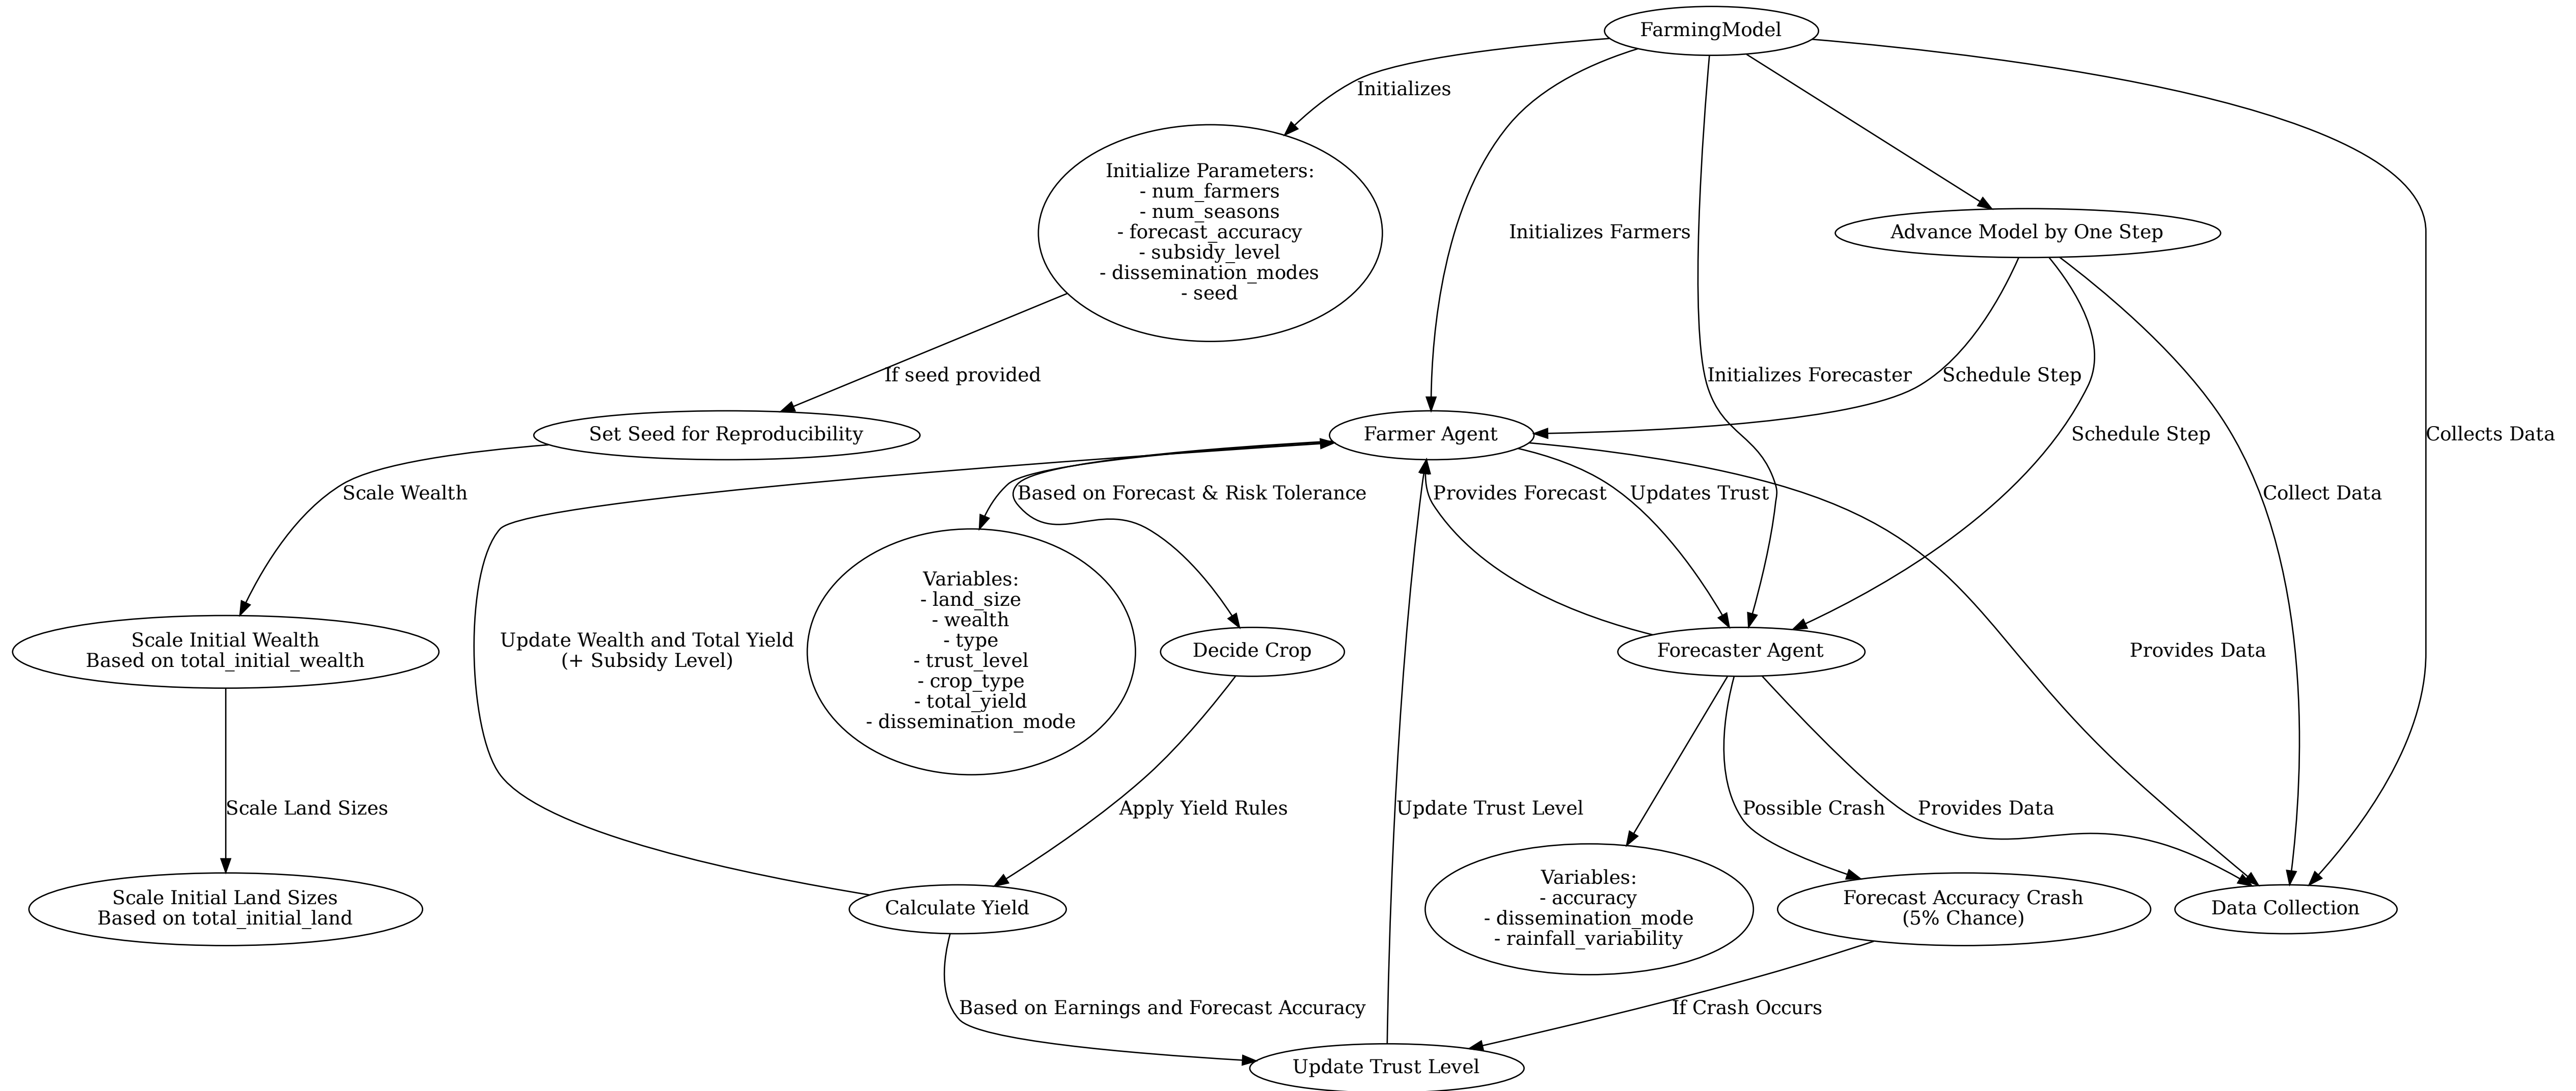 FarmingModel
Initializes
Initialize Parameters:
- num_farmers
- num_seasons
- forecast_accuracy
- subsidy_level
- dissemination_modes
- seed
Initializes Farmers
Advance Model by One Step
If seed provided
Initializes Forecaster
Schedule Step
Set Seed for Reproducibility
Farmer Agent
Schedule Step
Collects Data
Scale Wealth
Based on Forecast & Risk Tolerance
Provides Forecast
Updates Trust
Collect Data
Scale Initial Wealth
Based on total_initial_wealth
Update Wealth and Total Yield
(+ Subsidy Level)
Variables:
- land_size
- wealth
- type
- trust_level
- crop_type
- total_yield
- dissemination_mode
Decide Crop
Forecaster Agent
Provides Data
Scale Land Sizes
Apply Yield Rules
Update Trust Level
Possible Crash
Provides Data
Scale Initial Land Sizes
Based on total_initial_land
Calculate Yield
Variables:
- accuracy
- dissemination_mode
- rainfall_variability
Forecast Accuracy Crash
(5% Chance)
Data Collection
Based on Earnings and Forecast Accuracy
If Crash Occurs
Update Trust Level